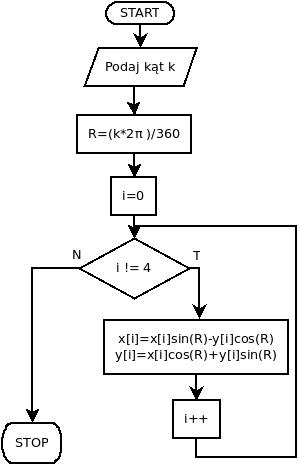 START
Podaj kąt k
R=(k*2π )/360
i=0
i != 4
N
T
x[i]=x[i]sin(R)-y[i]cos(R)
y[i]=x[i]cos(R)+y[i]sin(R)
i++
STOP